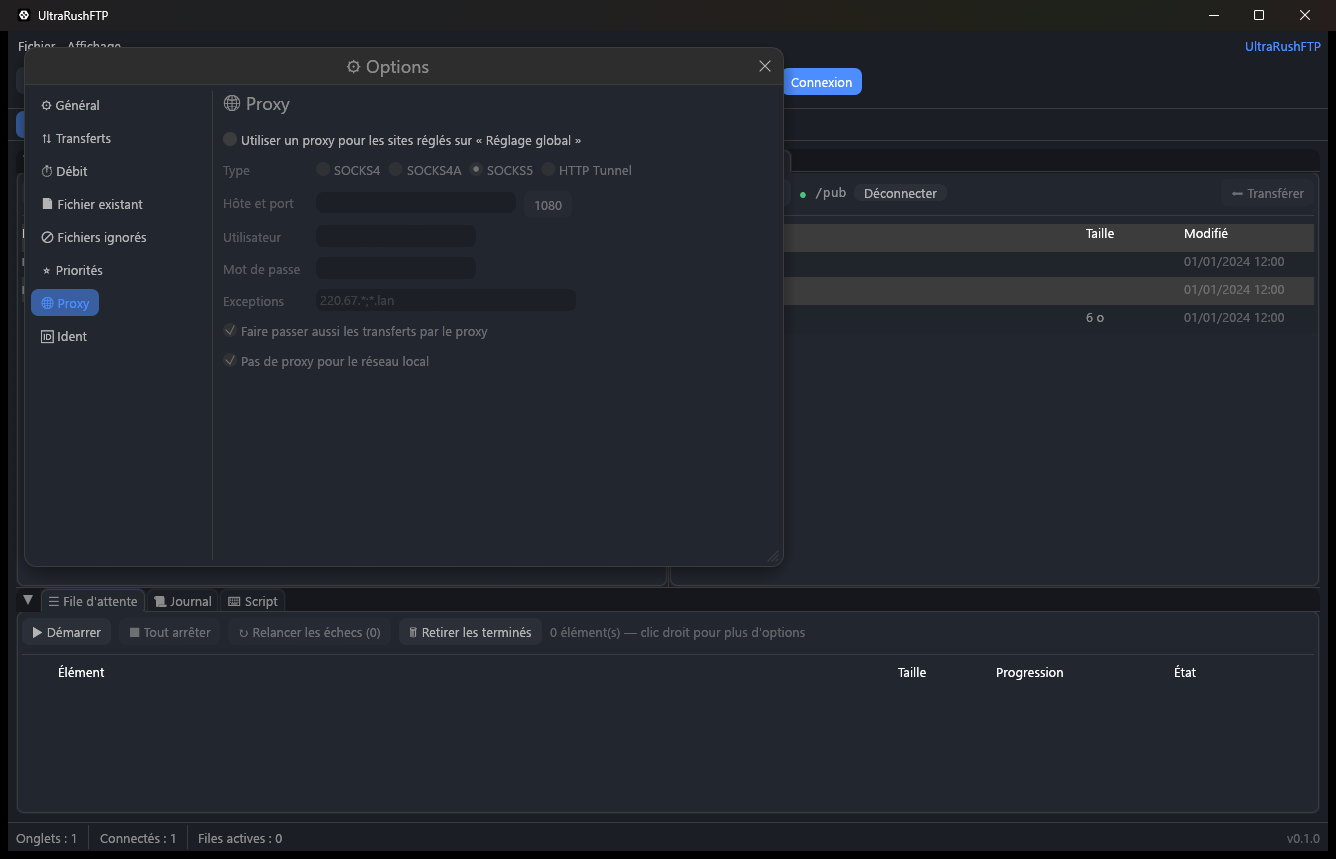 UltraRushFTP
Fichier Affichage
UltraRushFTP
Options
Connexion
Général
Transferts
Débit
Fichier existant
Fichiers ignorés
Priorités
Proxy
Ident
Proxy
Utiliser un proxy pour les sites réglés sur « Réglage global »
Type SOCKS4 SOCKS4A SOCKS5 HTTP Tunnel
Hôte et port 1080
Utilisateur
Mot de passe
Exceptions 220.67.*;*.lan
Faire passer aussi les transferts par le proxy
Pas de proxy pour le réseau local
/pub Déconnecter Transférer
Taille Modifié
01/01/2024 12:00
01/01/2024 12:00
6 o 01/01/2024 12:00
File d'attente Journal Script
Démarrer Tout arrêter Relancer les échecs (0) Retirer les terminés 0 élément(s) — clic droit pour plus d'options
Élément Taille Progression État
Onglets : 1 Connectés : 1 Files actives : 0 v0.1.0